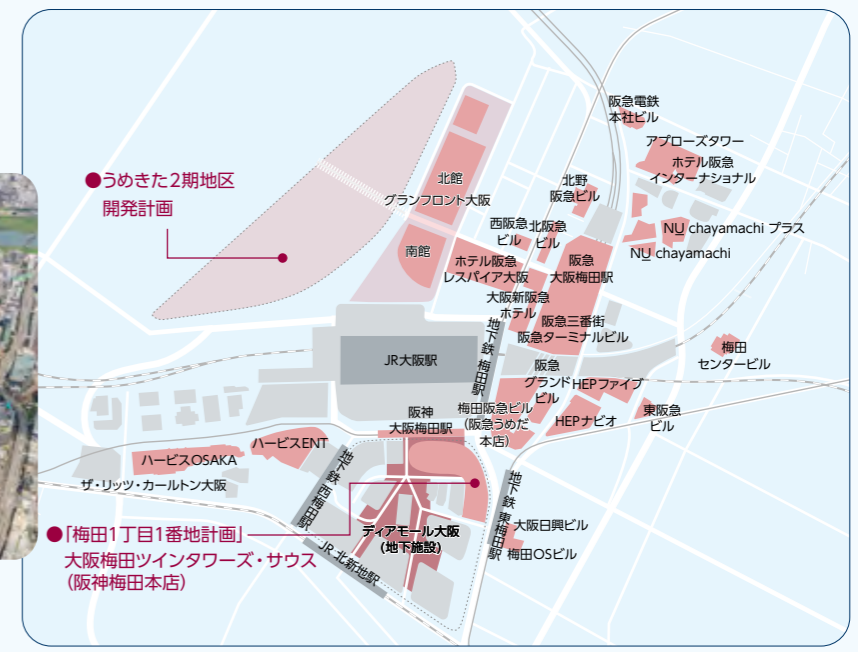 阪急電鉄
本社ビル
アプローズタワー
ホテル阪急
インターナショナル
●うめきた2期地区
開発計画
北館
グランフロント大阪
南館
北野
阪急ビル
西阪急
ビル
北阪急
ビル
NU chayamachi プラス
NU chayamachi
ホテル阪急
レスパイア大阪
阪急
大阪梅田駅
大阪新阪急
ホテル
阪急三番街
阪急ターミナルビル
地下鉄 梅田駅
JR大阪駅
梅田
センタービル
阪急
グランド
ビル
HEPファイブ
阪神
大阪梅田駅
梅田阪急ビル
(阪急うめだ
本店)
HEPナビオ
東阪急
ビル
ハービスENT
ハービスOSAKA
ザ・リッツ・カールトン大阪
地下鉄 西梅田駅
地下鉄 東梅田駅
●「梅田1丁目1番地計画」
大阪梅田ツインタワーズ・サウス
(阪神梅田本店)
ディアモール大阪
(地下施設)
大阪日興ビル
梅田OSビル
JR 北新地駅